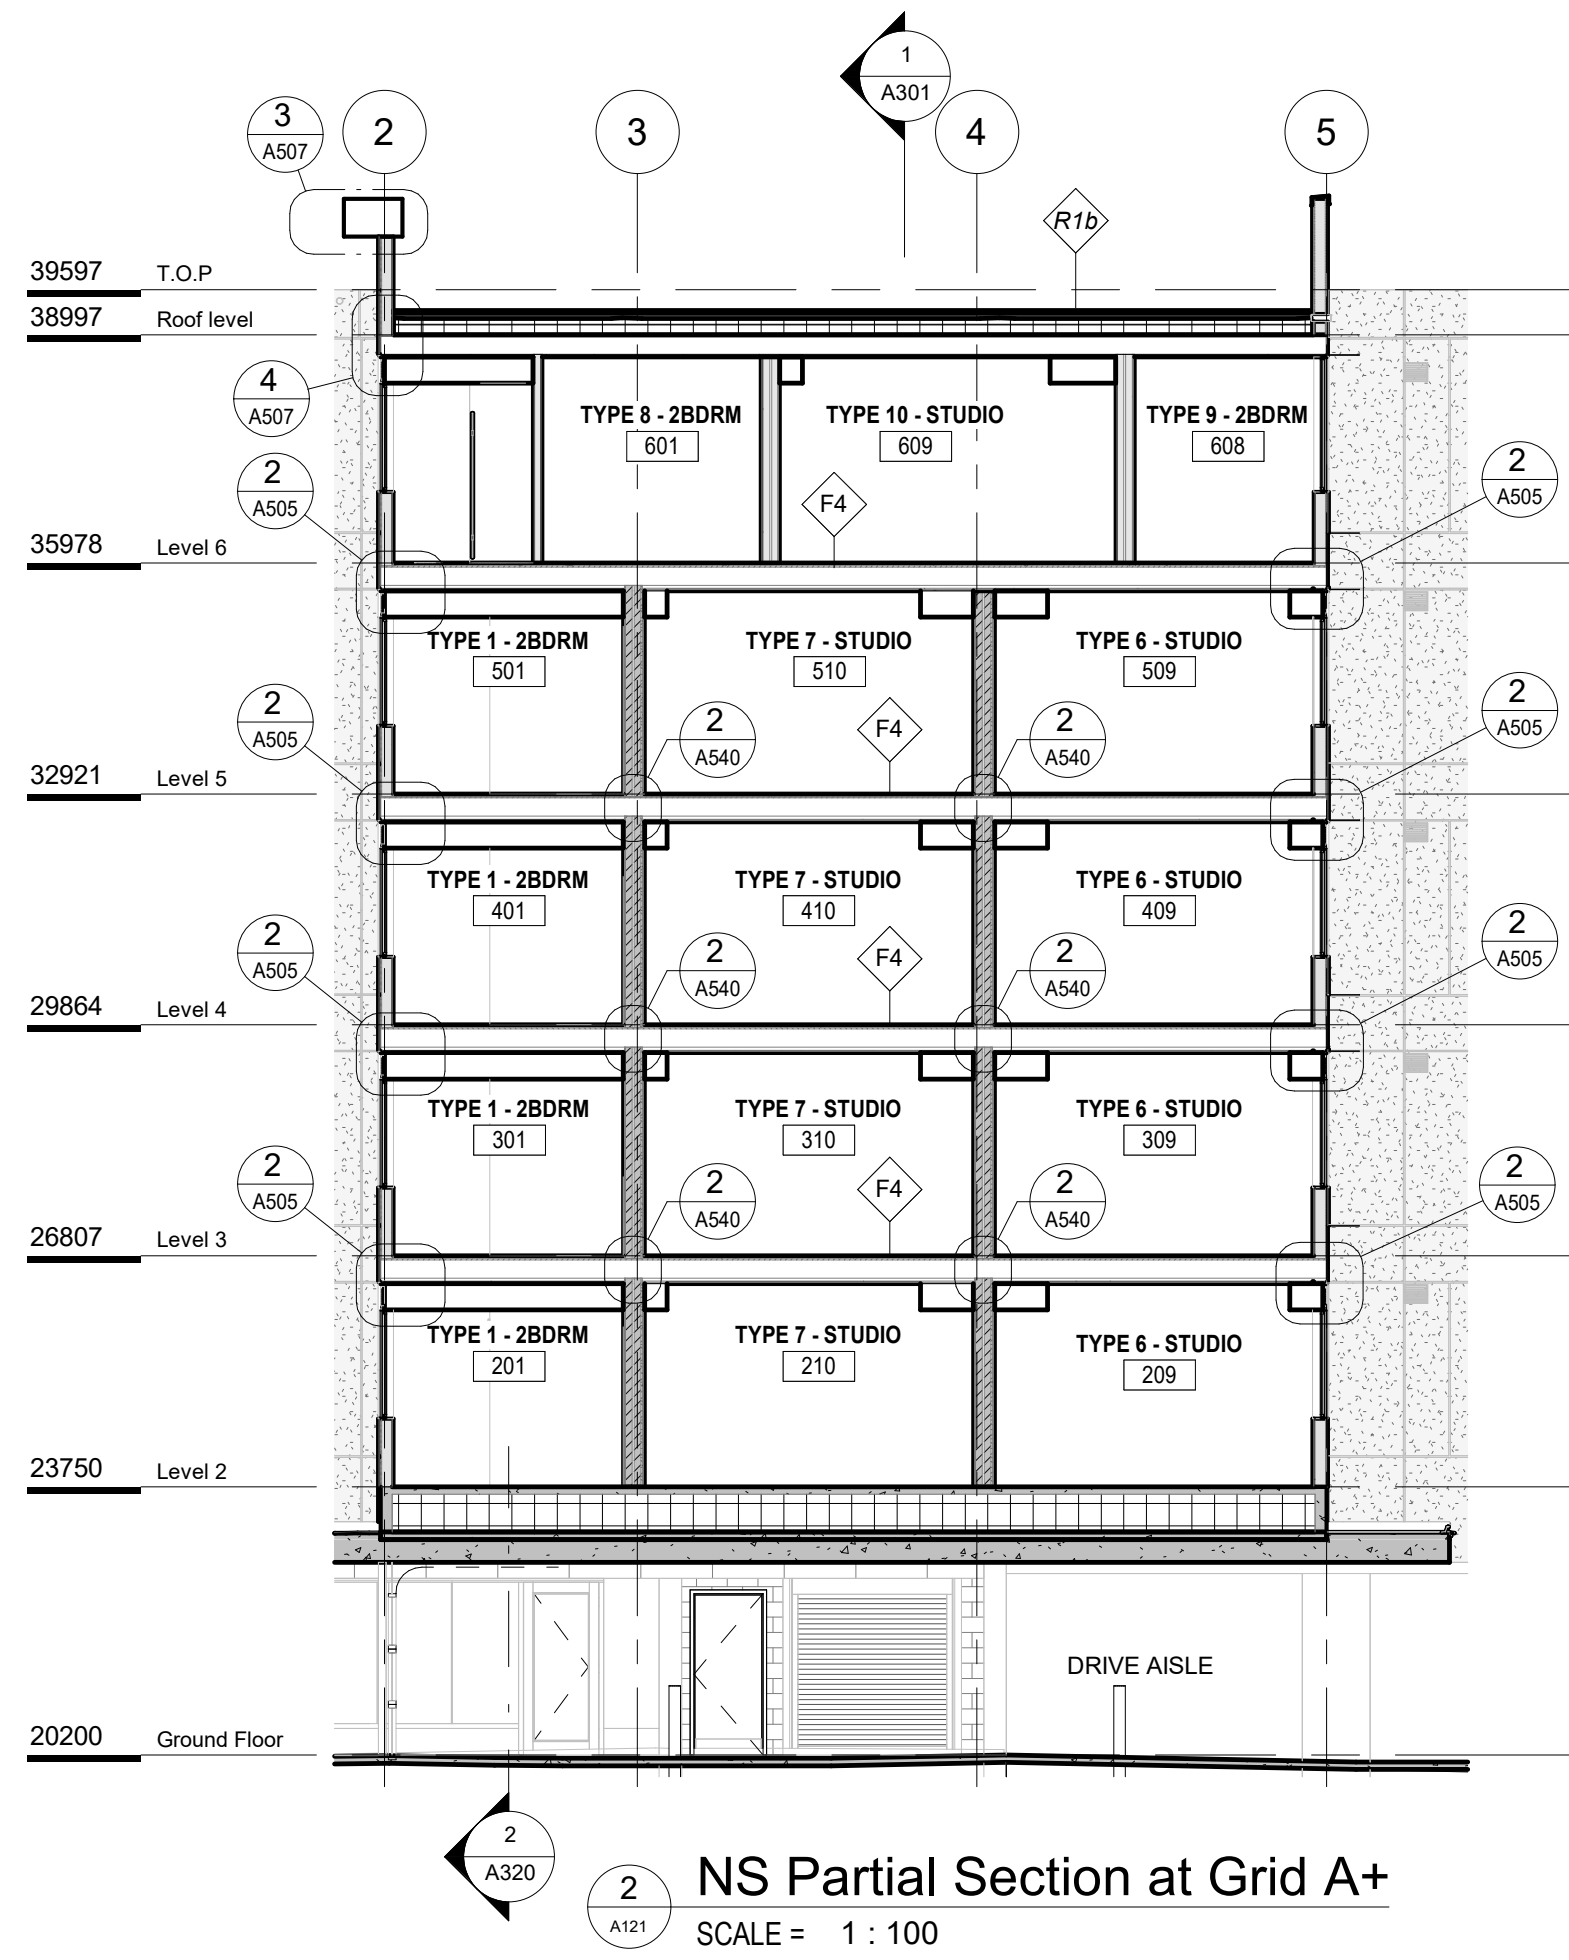 1
A301
3
A507
2
3
4
5
R1b
39597 T.O.P
38997 Roof level
4
A507
TYPE 8 - 2BDRM
601
TYPE 10 - STUDIO
609
TYPE 9 - 2BDRM
608
2
A505
F4
2
A505
35978 Level 6
TYPE 1 - 2BDRM
501
TYPE 7 - STUDIO
510
TYPE 6 - STUDIO
509
2
A505
2
A540
F4
2
A540
2
A505
32921 Level 5
TYPE 1 - 2BDRM
401
TYPE 7 - STUDIO
410
TYPE 6 - STUDIO
409
2
A505
2
A540
F4
2
A540
2
A505
29864 Level 4
TYPE 1 - 2BDRM
301
TYPE 7 - STUDIO
310
TYPE 6 - STUDIO
309
2
A505
2
A540
F4
2
A540
2
A505
26807 Level 3
TYPE 1 - 2BDRM
201
TYPE 7 - STUDIO
210
TYPE 6 - STUDIO
209
23750 Level 2
DRIVE AISLE
20200 Ground Floor
2
A320
2
A121
NS Partial Section at Grid A+
SCALE = 1 : 100